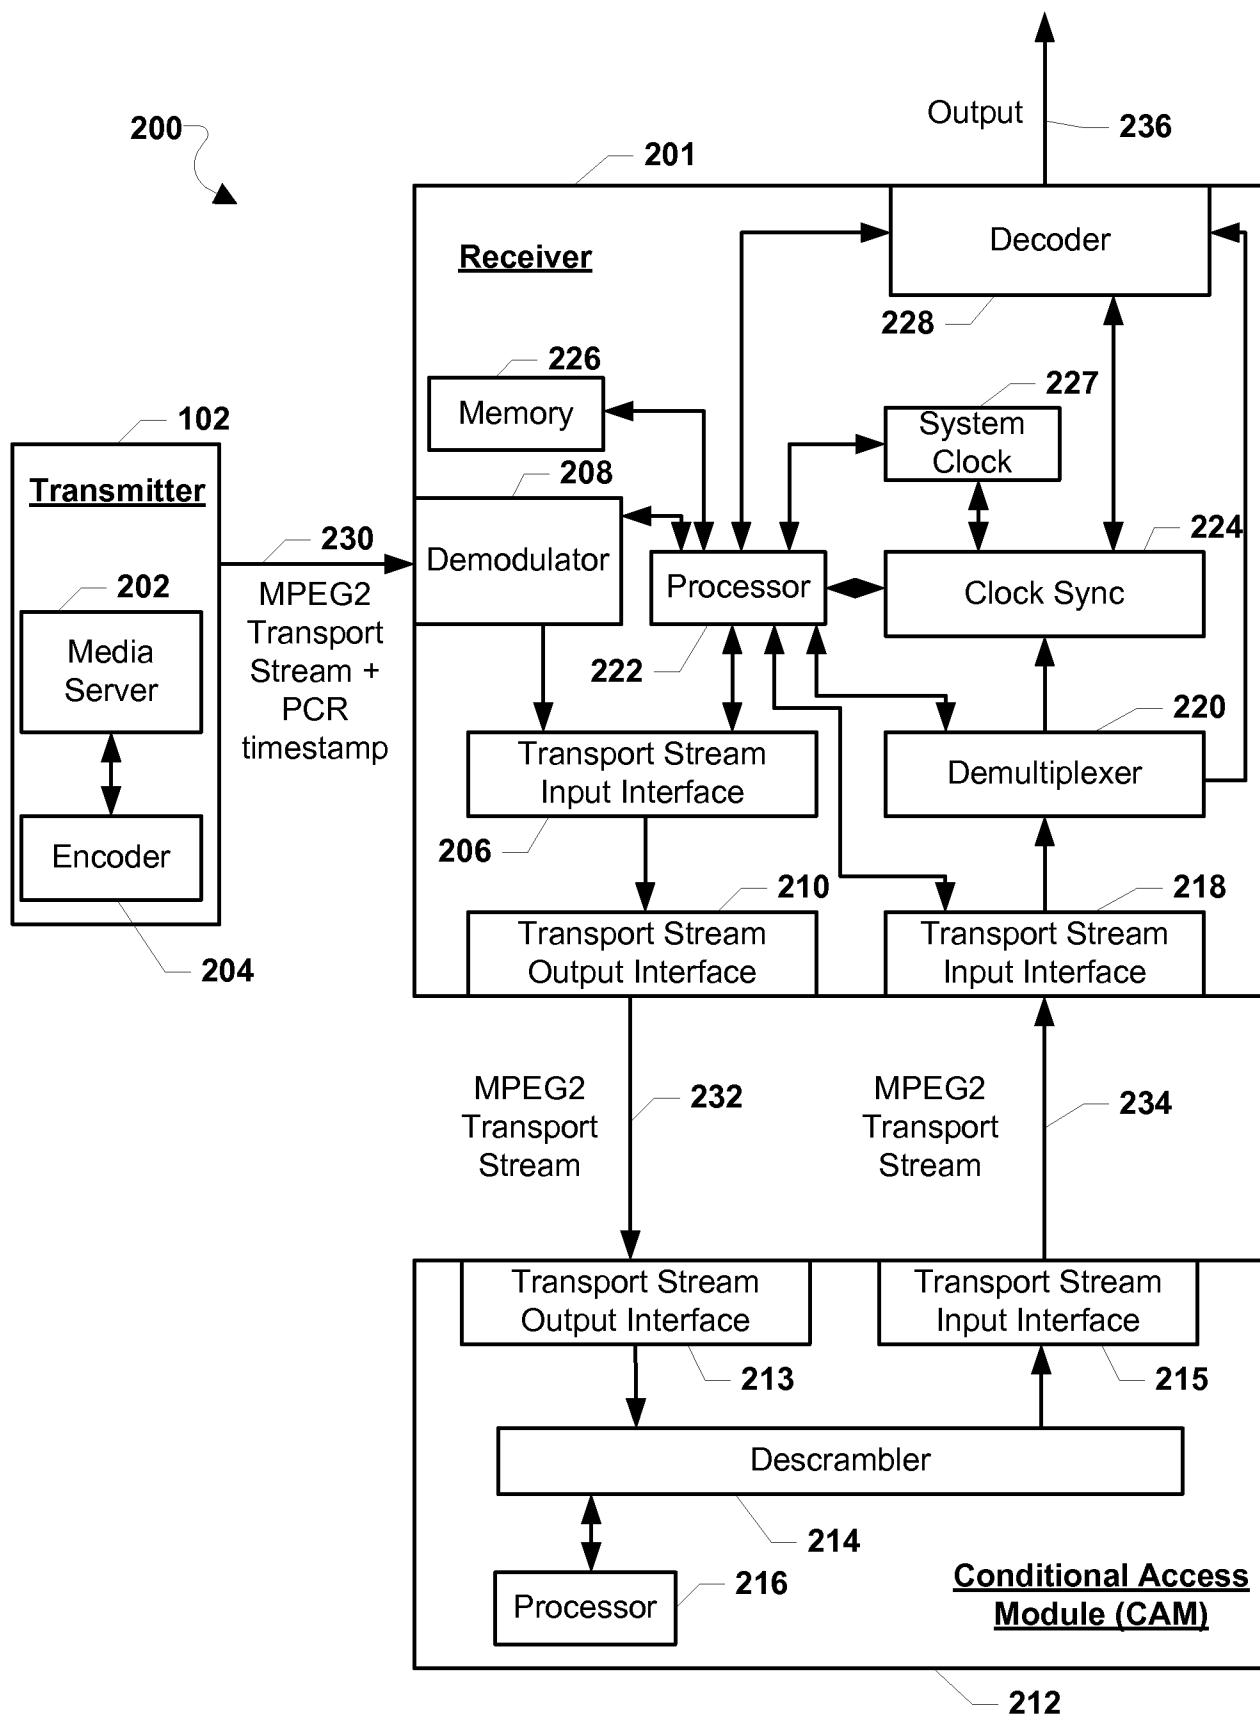 Output
236
200
201
Receiver
Decoder
228
226
Memory
227
System
Clock
102
Transmitter
208
Demodulator
224
230
MPEG2
Transport
Stream +
PCR
timestamp
Processor
222
Clock Sync
202
Media
Server
220
Transport Stream
Input Interface
206
Demultiplexer
Encoder
204
210
Transport Stream
Output Interface
218
Transport Stream
Input Interface
MPEG2
Transport
Stream
232
MPEG2
Transport
Stream
234
Transport Stream
Output Interface
213
Transport Stream
Input Interface
215
Descrambler
214
Processor
216
Conditional Access
Module (CAM)
212